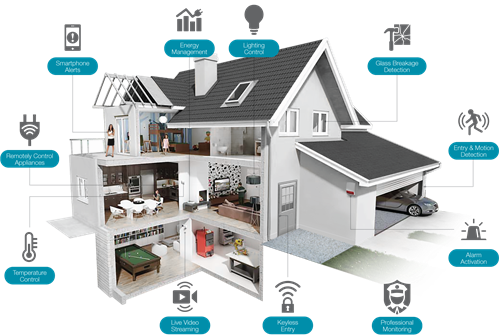 Energy
Management
Lighting
Control
Smartphone
Alerts
Glass Breakage
Detection
Remotely Control
Appliances
Entry & Motion
Detection
Temperature
Control
Alarm
Activation
Live Video
Streaming
Keyless
Entry
Professional
Monitoring